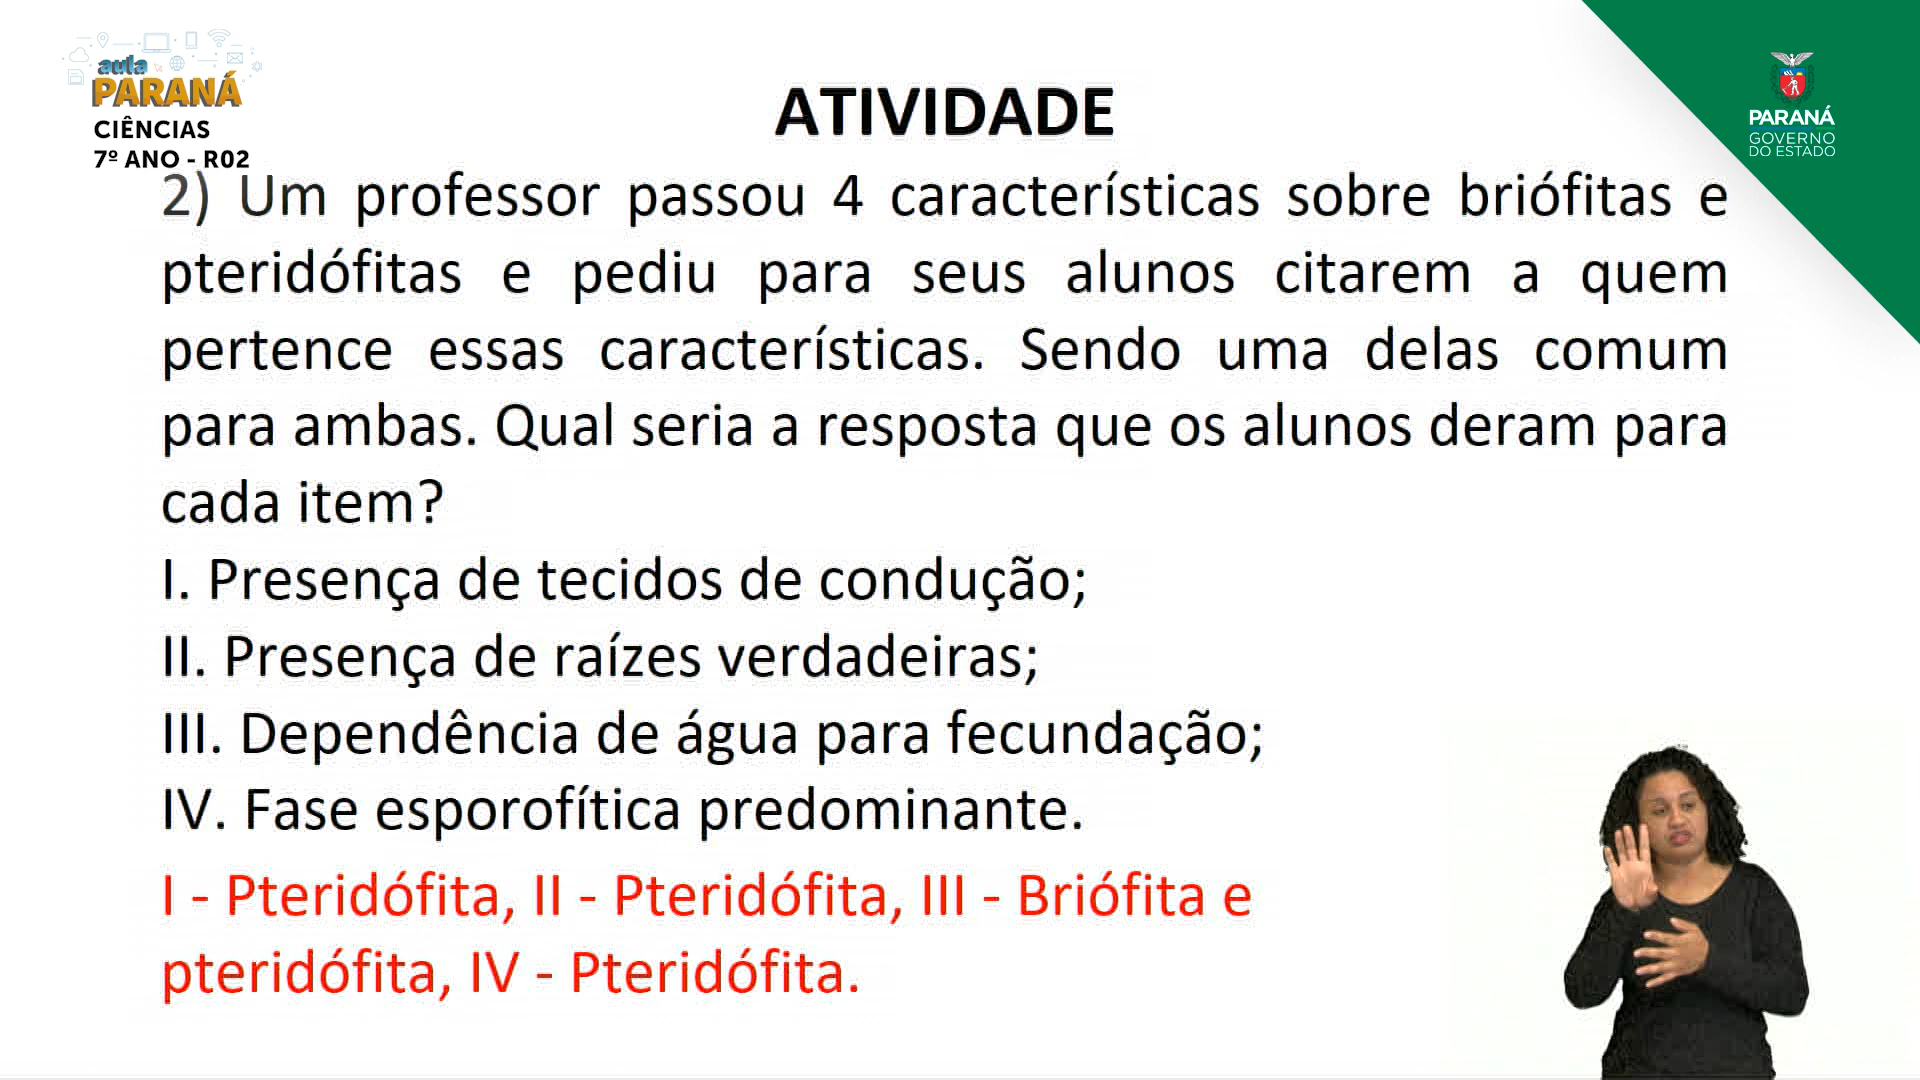 aula
PARANÁ
CIÊNCIAS
7º ANO - R02
PARANÁ
GOVERNO
DO ESTADO
ATIVIDADE
2) Um professor passou 4 características sobre briófitas e
pteridófitas e pediu para seus alunos citarem a quem
pertence essas características. Sendo uma delas comum
para ambas. Qual seria a resposta que os alunos deram para
cada item?
I. Presença de tecidos de condução;
II. Presença de raízes verdadeiras;
III. Dependência de água para fecundação;
IV. Fase esporofítica predominante.
I - Pteridófita, II - Pteridófita, III - Briófita e
pteridófita, IV - Pteridófita.